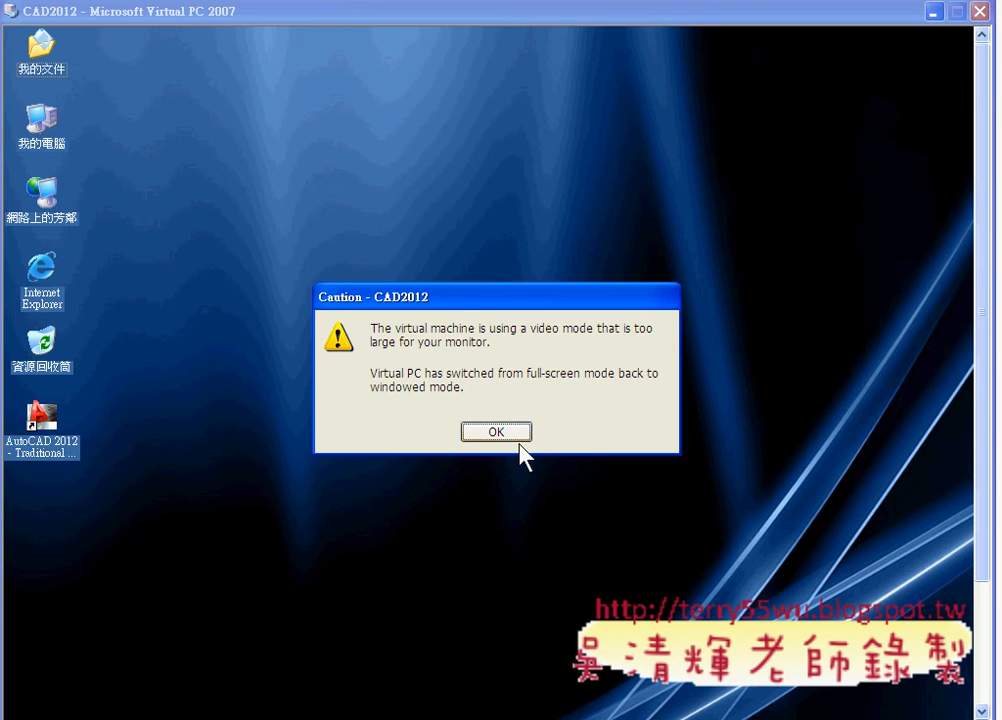 CAD2012 - Microsoft Virtual PC 2007
我的文件
我的電腦
網路上的芳鄰
Internet
Explorer
資源回收筒
AutoCAD 2012
- Traditional ...
Caution - CAD2012
The virtual machine is using a video mode that is too
large for your monitor.
Virtual PC has switched from full-screen mode back to
windowed mode.
OK
http://terry55wu.blogspot.tw
吳清輝老師錄製